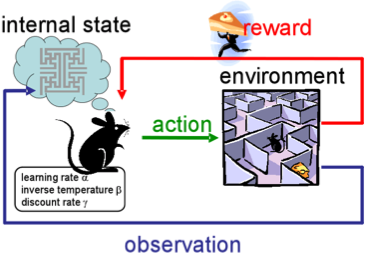 internal state
reward
environment
action
learning rate α
inverse temperature β
discount rate γ
observation